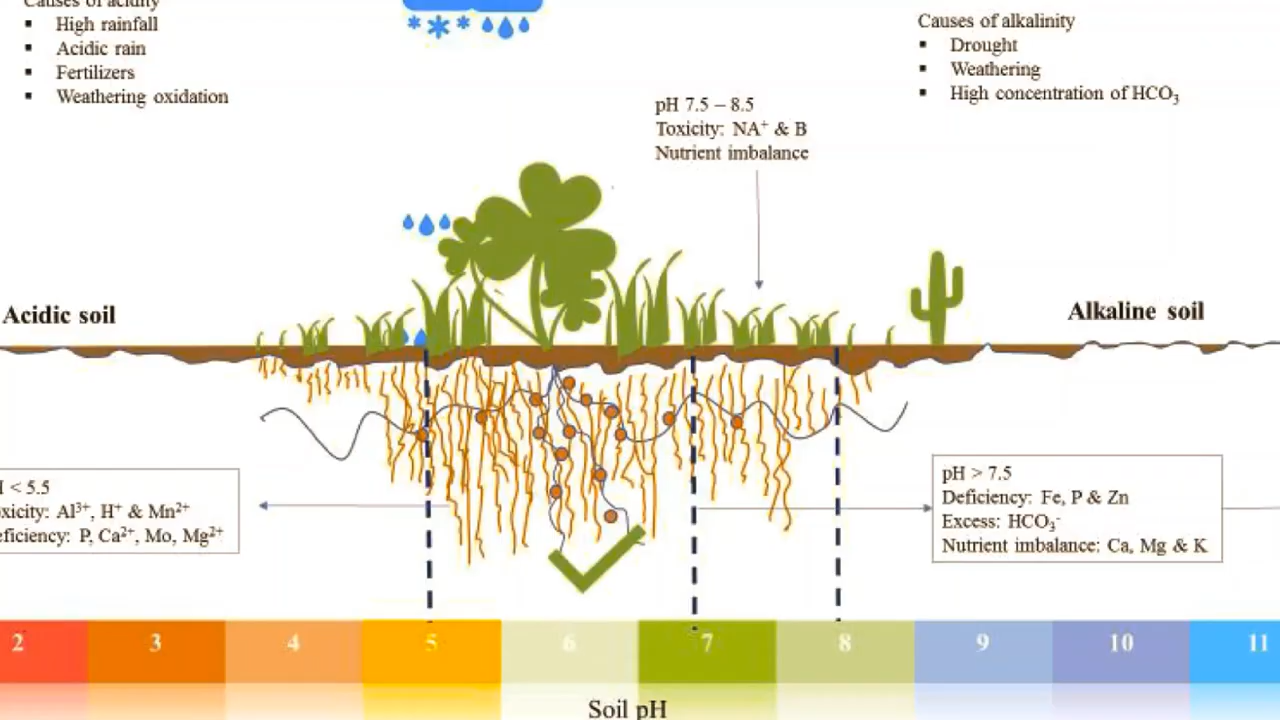 Causes of acidity
▪ High rainfall
▪ Acidic rain
▪ Fertilizers
▪ Weathering oxidation
Causes of alkalinity
▪ Drought
▪ Weathering
▪ High concentration of HCO₃
pH 7.5 – 8.5
Toxicity: NA⁺ & B
Nutrient imbalance
Acidic soil
Alkaline soil
H < 5.5
oxicity: Al³⁺, H⁺ & Mn²⁺
eficiency: P, Ca²⁺, Mo, Mg²⁺
pH > 7.5
Deficiency: Fe, P & Zn
Excess: HCO₃⁻
Nutrient imbalance: Ca, Mg & K
2 3 4 5 6 7 8 9 10 11
Soil pH